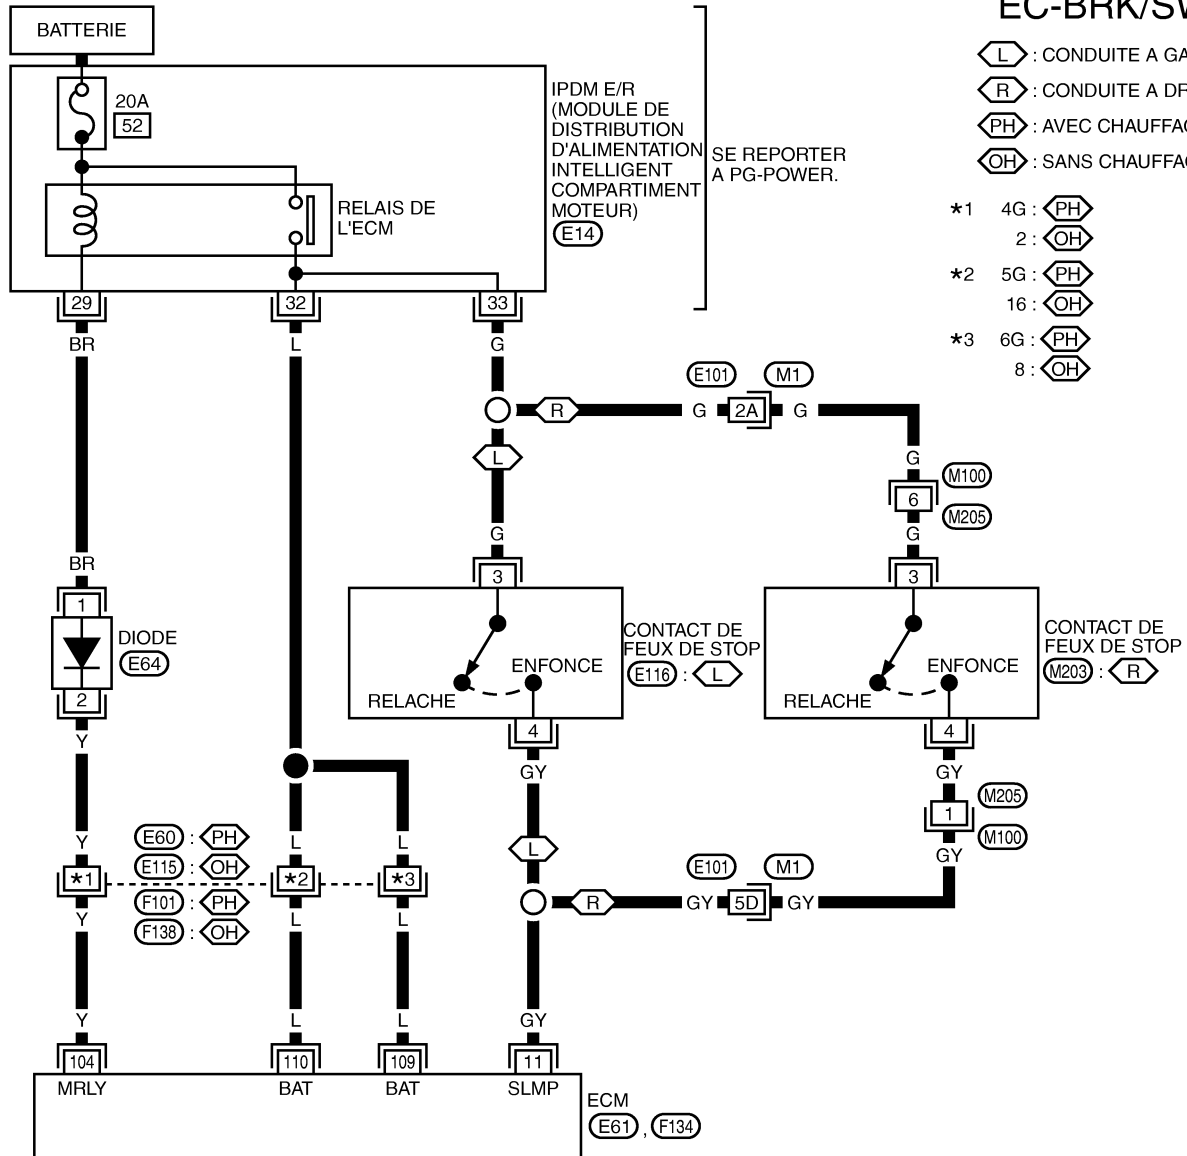 EC-BRK/SW
BATTERIE
L : CONDUITE A GA
R : CONDUITE A DR
PH : AVEC CHAUFFA
OH : SANS CHAUFFA
*1 4G : PH
2 : OH
*2 5G : PH
16 : OH
*3 6G : PH
8 : OH
20A
52
IPDM E/R
(MODULE DE
DISTRIBUTION
D'ALIMENTATION
INTELLIGENT
COMPARTIMENT
MOTEUR)
E14
SE REPORTER
A PG-POWER.
RELAIS DE
L'ECM
29 32 33
BR L G
E101 M1
R G 2A G
L
G M100
6
M205
BR G G
1 3 3
DIODE
E64
CONTACT DE
FEUX DE STOP
E116 : L
ENFONCE
RELACHE
CONTACT DE
FEUX DE STOP
M203 : R
ENFONCE
RELACHE
2 4 4
Y GY GY
M205
1
M100
E60 : PH
E115 : OH
F101 : PH
F138 : OH
Y L L L GY
*1 *2 *3
E101 M1
R GY 5D GY
Y L L
Y L L GY
104 110 109 11
MRLY BAT BAT SLMP
ECM
E61 , F134